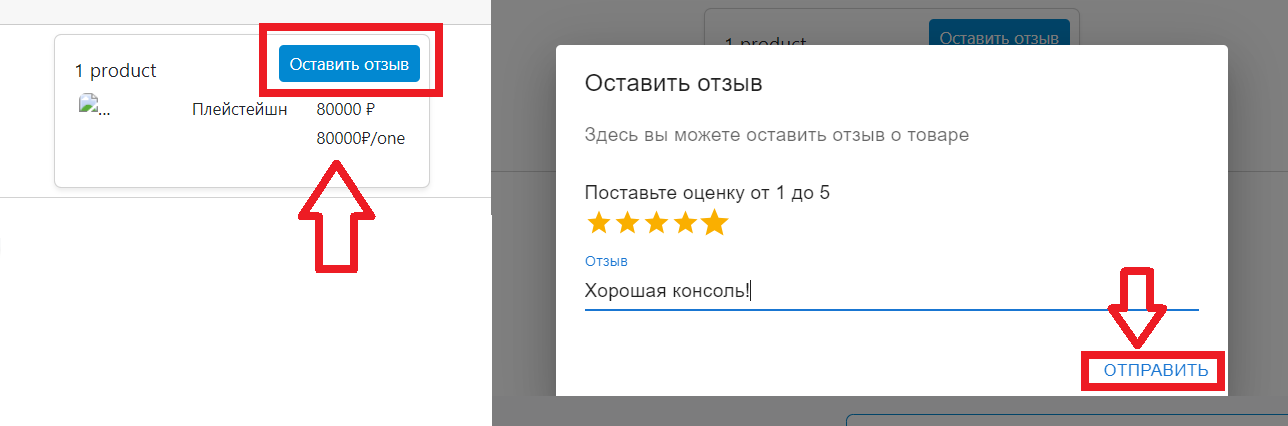 1 product
Оставить отзыв
...
Плейстейшн
80000 ₽
80000₽/one
1 product
Оставить отзыв
Оставить отзыв
Здесь вы можете оставить отзыв о товаре
Поставьте оценку от 1 до 5
Отзыв
Хорошая консоль!
ОТПРАВИТЬ